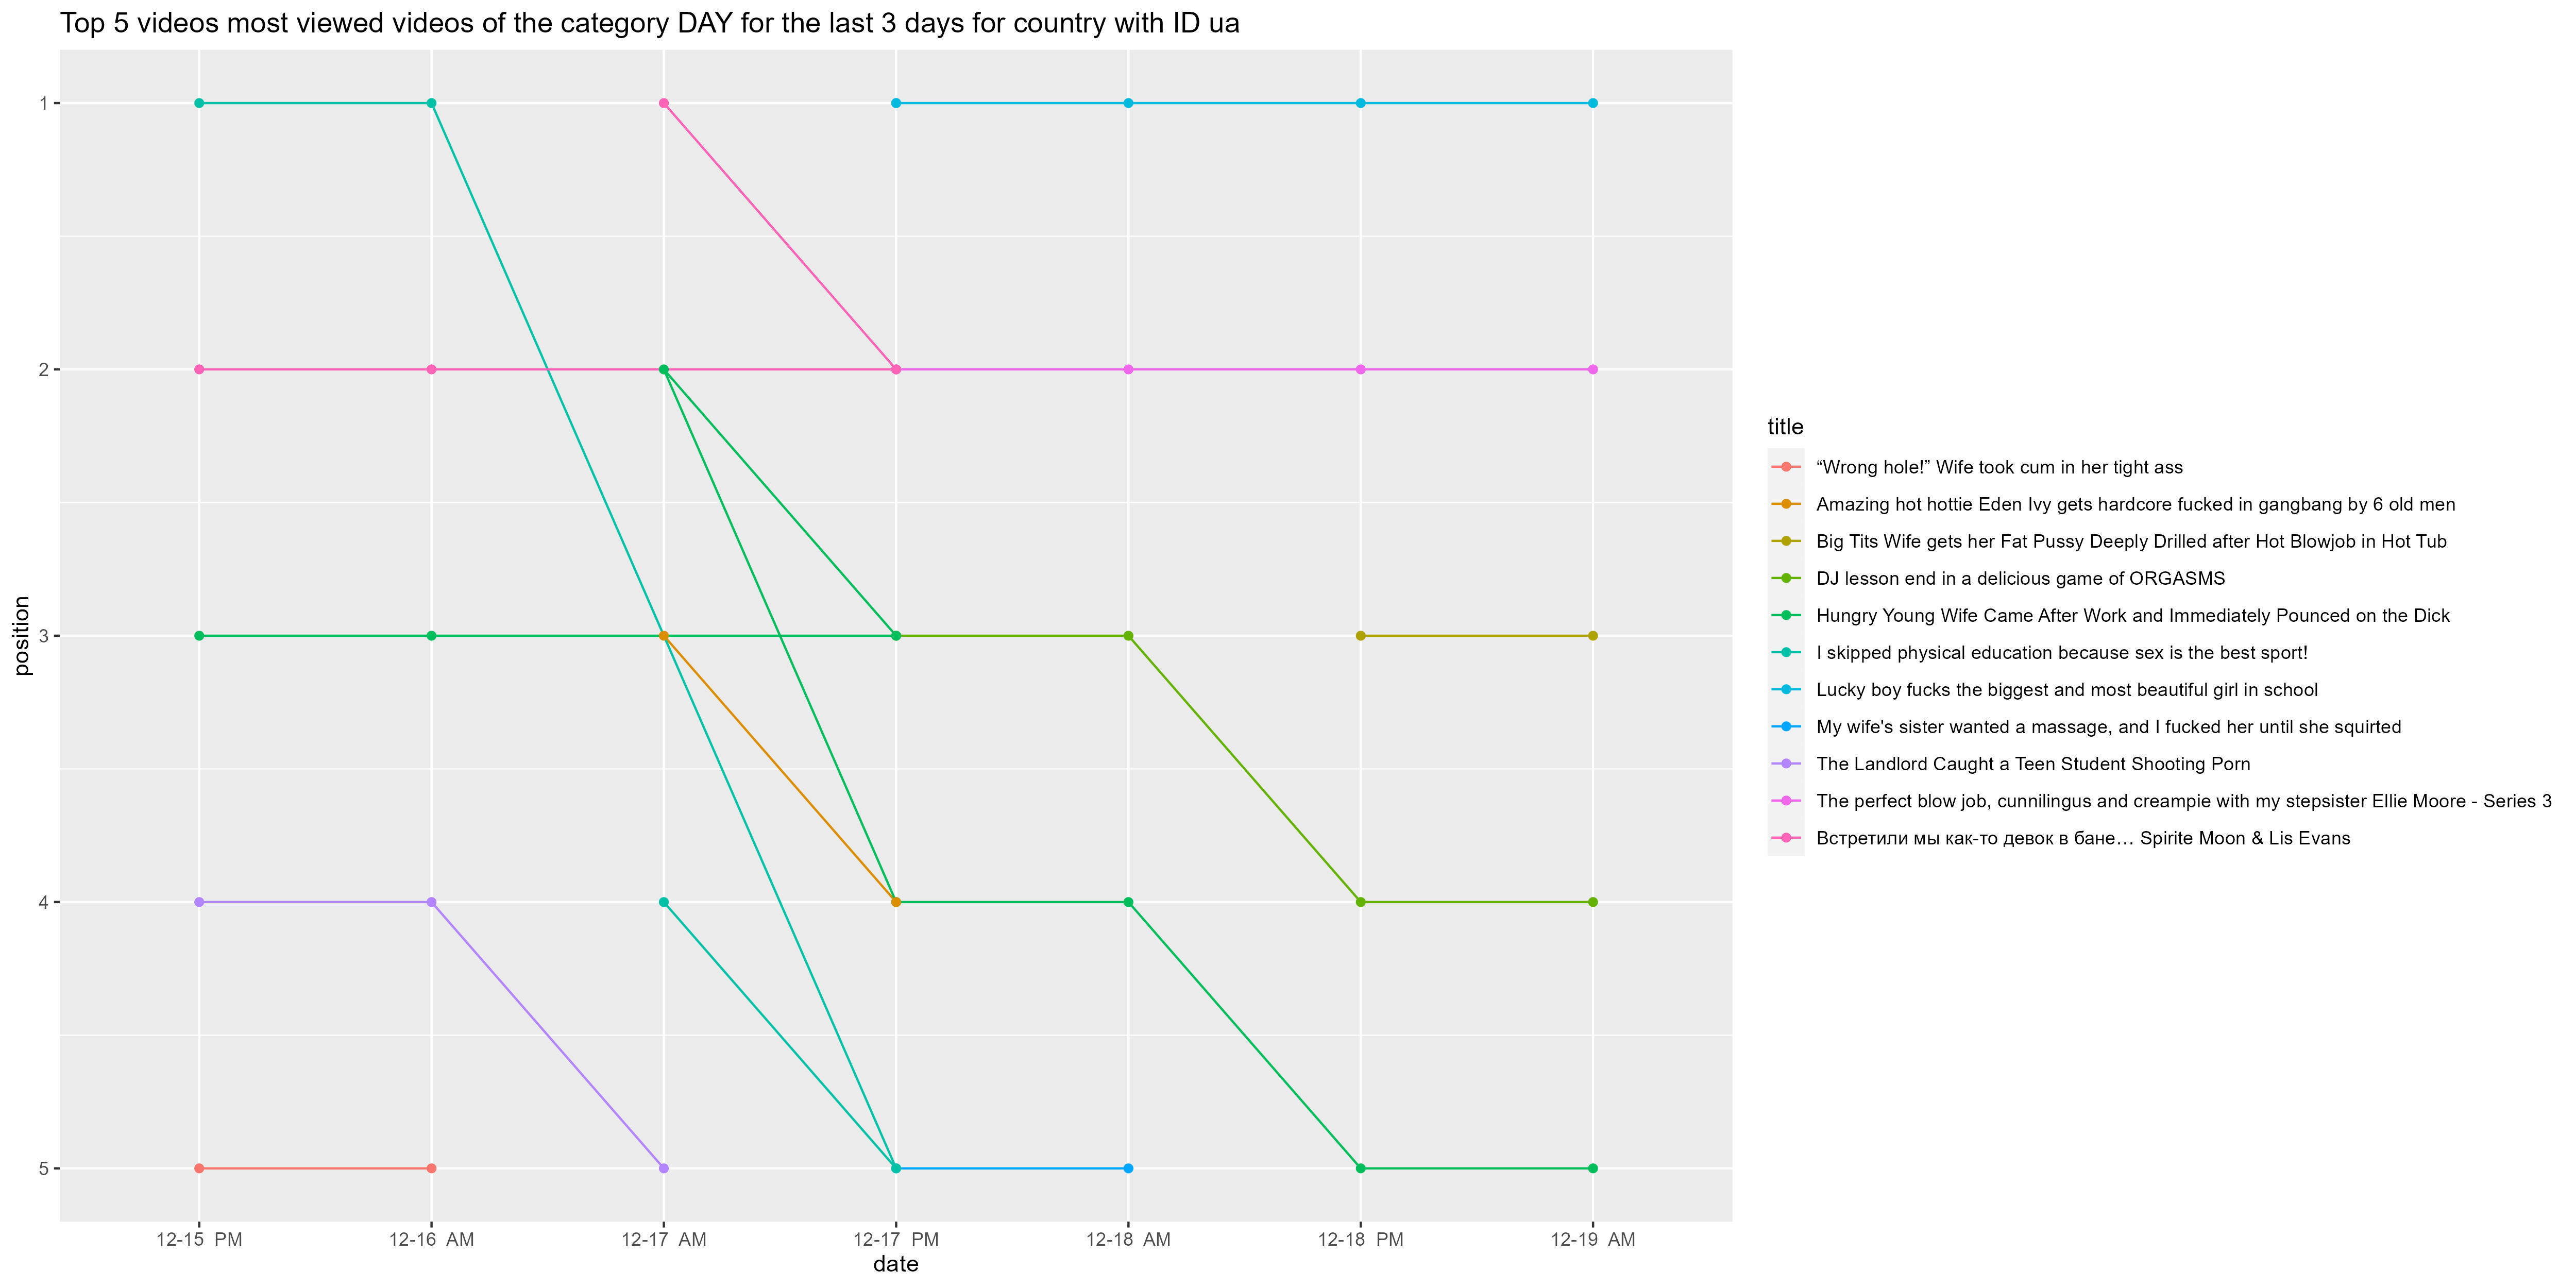 Top 5 videos most viewed videos of the category DAY for the last 3 days for country with ID ua
position
1
2
3
4
5
12-15 PM
12-16 AM
12-17 AM
12-17 PM
12-18 AM
12-18 PM
12-19 AM
date
title
“Wrong hole!” Wife took cum in her tight ass
Amazing hot hottie Eden Ivy gets hardcore fucked in gangbang by 6 old men
Big Tits Wife gets her Fat Pussy Deeply Drilled after Hot Blowjob in Hot Tub
DJ lesson end in a delicious game of ORGASMS
Hungry Young Wife Came After Work and Immediately Pounced on the Dick
I skipped physical education because sex is the best sport!
Lucky boy fucks the biggest and most beautiful girl in school
My wife's sister wanted a massage, and I fucked her until she squirted
The Landlord Caught a Teen Student Shooting Porn
The perfect blow job, cunnilingus and creampie with my stepsister Ellie Moore - Series 3
Встретили мы как-то девок в бане… Spirite Moon & Lis Evans